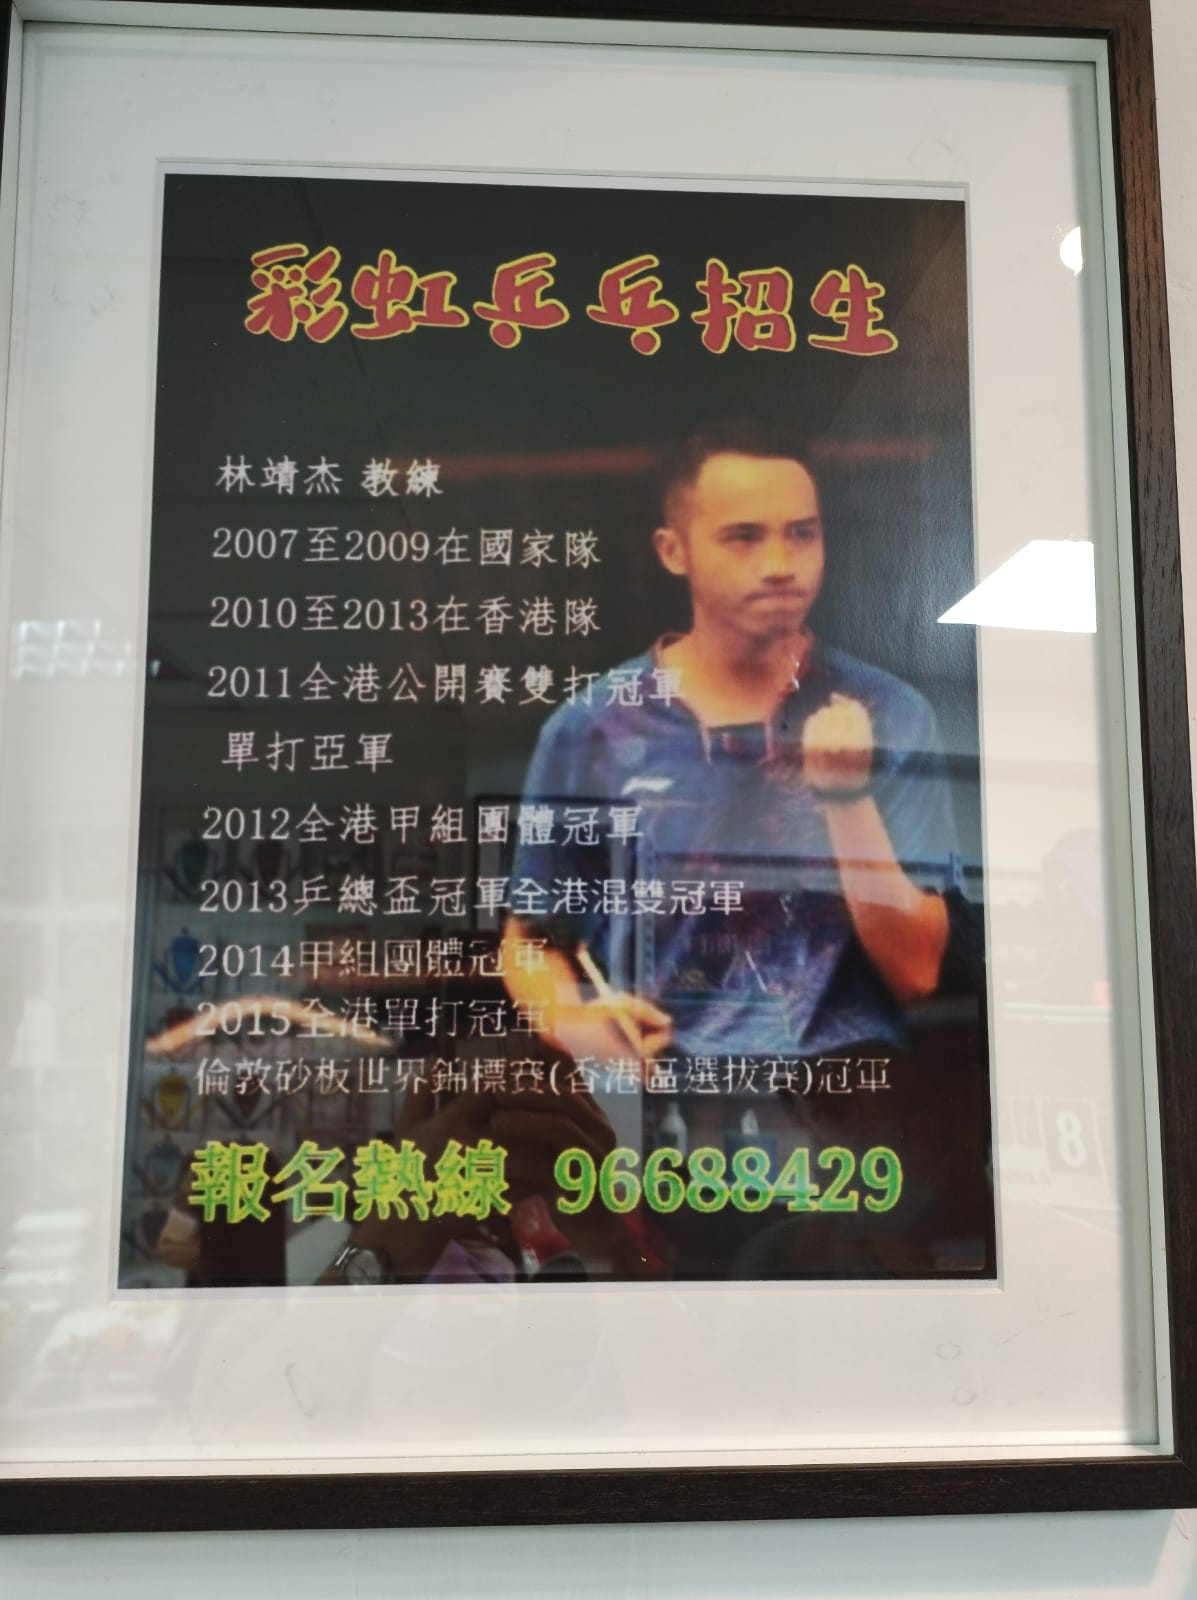 彩虹乒乓招生
林靖杰 教練
2007至2009在國家隊
2010至2013在香港隊
2011全港公開賽雙打冠軍
單打亞軍
2012全港甲組團體冠軍
2013乒總盃冠軍全港混雙冠軍
2014甲組團體冠軍
2015全港單打冠軍
倫敦砂板世界錦標賽(香港區選拔賽)冠軍
報名熱線 96688429
8